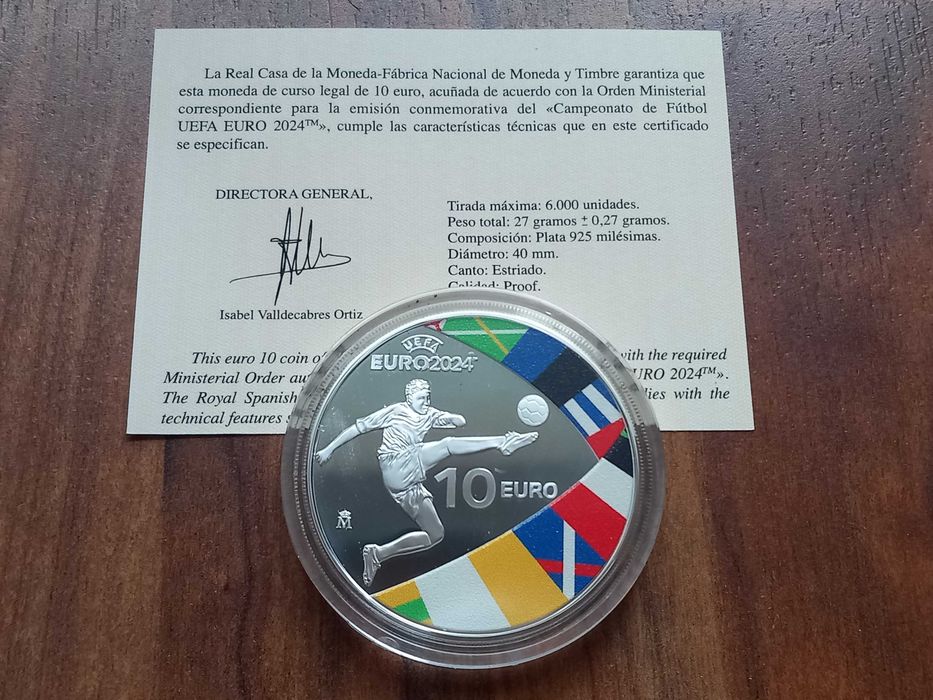 La Real Casa de la Moneda-Fábrica Nacional de Moneda y Timbre garantiza que
esta moneda de curso legal de 10 euro, acuñada de acuerdo con la Orden Ministerial
correspondiente para la emisión conmemorativa del «Campeonato de Fútbol
UEFA EURO 2024™», cumple las características técnicas que en este certificado
se especifican.
DIRECTORA GENERAL,
Isabel Valldecabres Ortiz
Tirada máxima: 6.000 unidades.
Peso total: 27 gramos ± 0,27 gramos.
Composición: Plata 925 milésimas.
Diámetro: 40 mm.
Canto: Estriado.
Calidad: Proof.
This euro 10 coin of with the required
Ministerial Order EURO 2024™».
The Royal Spanish with the
technical features
UEFA
EURO2024
10 EURO
M